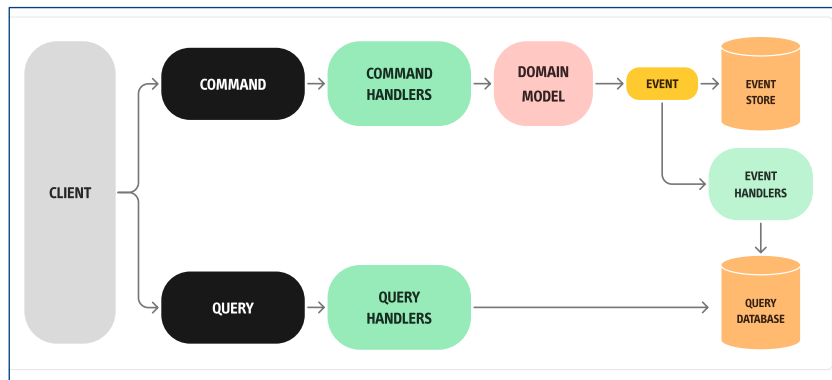 CLIENT
COMMAND
COMMAND
HANDLERS
DOMAIN
MODEL
EVENT
EVENT
STORE
EVENT
HANDLERS
QUERY
QUERY
HANDLERS
QUERY
DATABASE